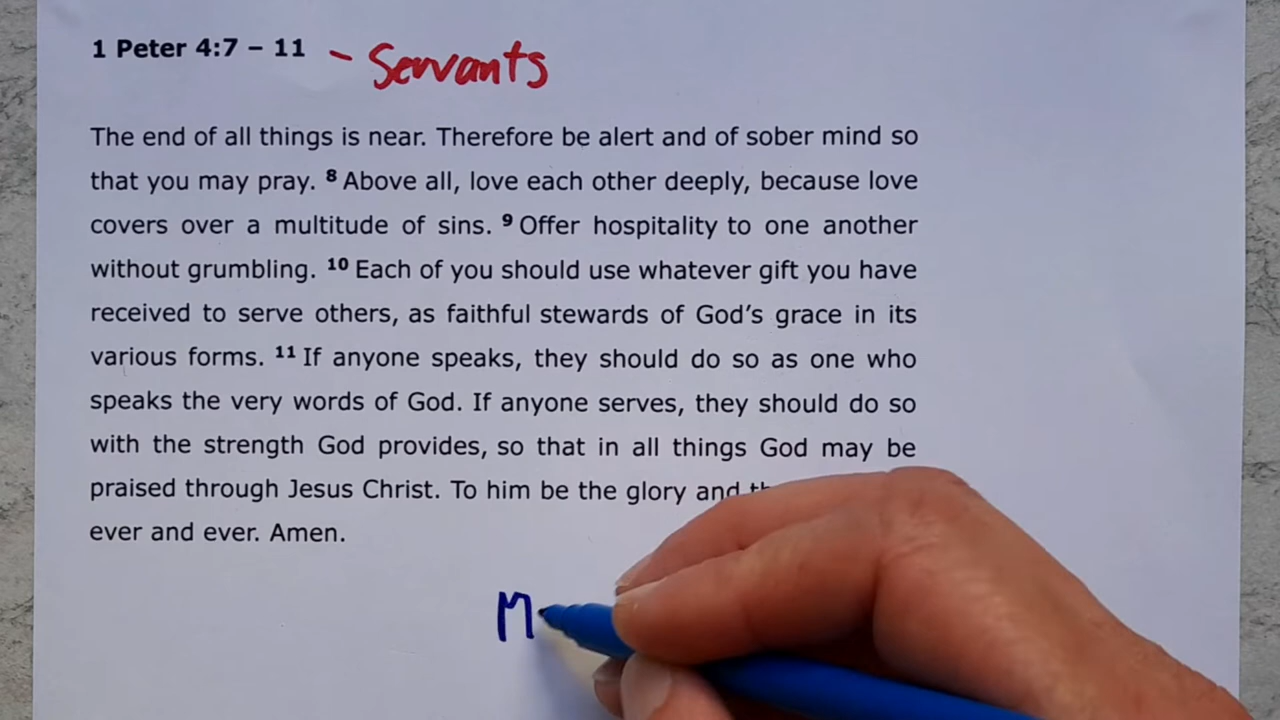 1 Peter 4:7 – 11 - Servants
The end of all things is near. Therefore be alert and of sober mind so
that you may pray. 8 Above all, love each other deeply, because love
covers over a multitude of sins. 9 Offer hospitality to one another
without grumbling. 10 Each of you should use whatever gift you have
received to serve others, as faithful stewards of God’s grace in its
various forms. 11 If anyone speaks, they should do so as one who
speaks the very words of God. If anyone serves, they should do so
with the strength God provides, so that in all things God may be
praised through Jesus Christ. To him be the glory and
ever and ever. Amen.
M